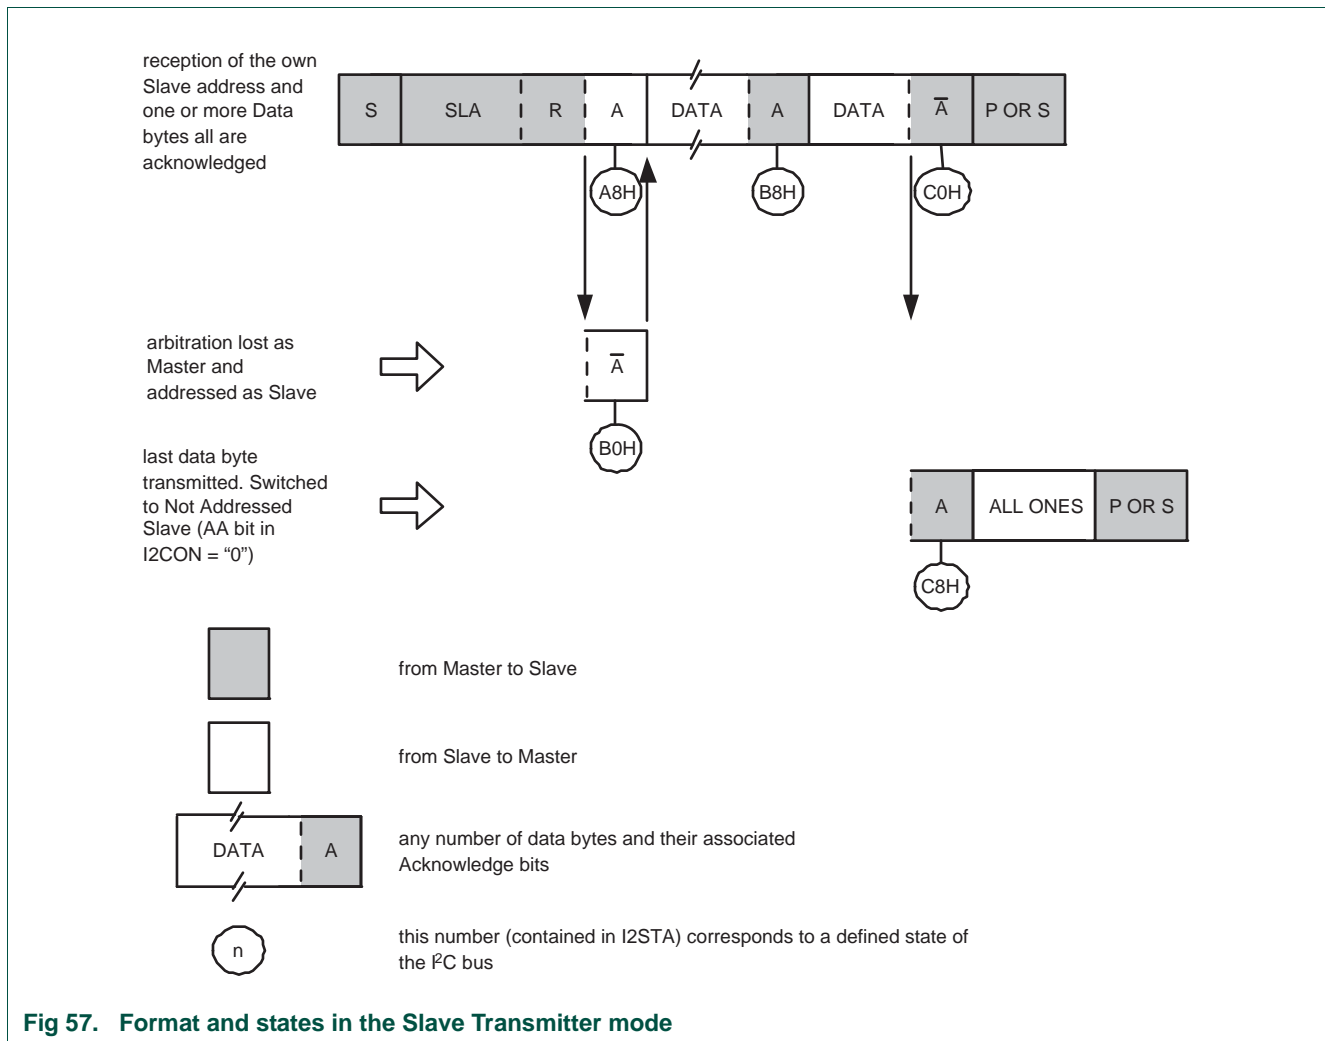 reception of the own
Slave address and
one or more Data
bytes all are
acknowledged
S SLA R A DATA A DATA A̅ P OR S
A8H B8H C0H
arbitration lost as
Master and
addressed as Slave
A̅
B0H
last data byte
transmitted. Switched
to Not Addressed
Slave (AA bit in
I2CON = “0”)
A ALL ONES P OR S
C8H
from Master to Slave
from Slave to Master
DATA A
any number of data bytes and their associated
Acknowledge bits
n
this number (contained in I2STA) corresponds to a defined state of
the I²C bus
Fig 57. Format and states in the Slave Transmitter mode